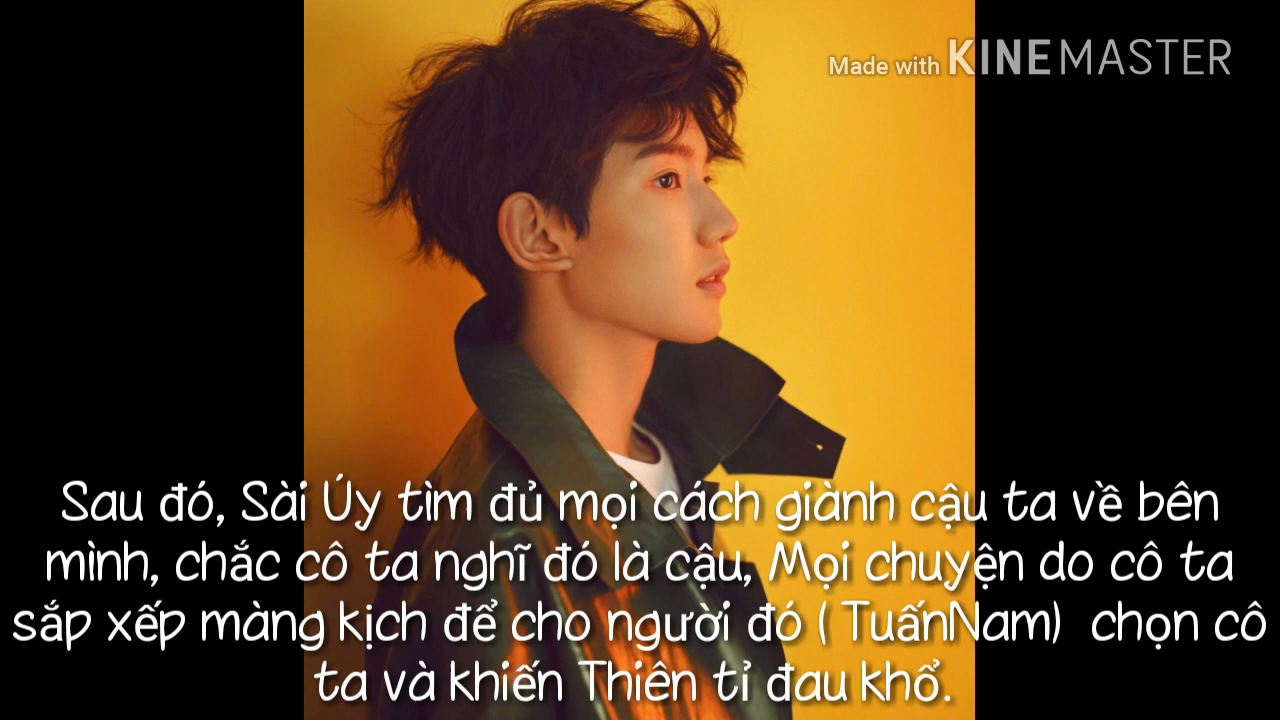 Made with KINEMASTER
Sau đó, Sài Úy tìm đủ mọi cách giành cậu ta về bên
mình, chắc cô ta nghĩ đó là cậu, Mọi chuyện do cô ta
sắp xếp màng kịch để cho người đó ( TuấnNam)  chọn cô
ta và khiến Thiên tỉ đau khổ.